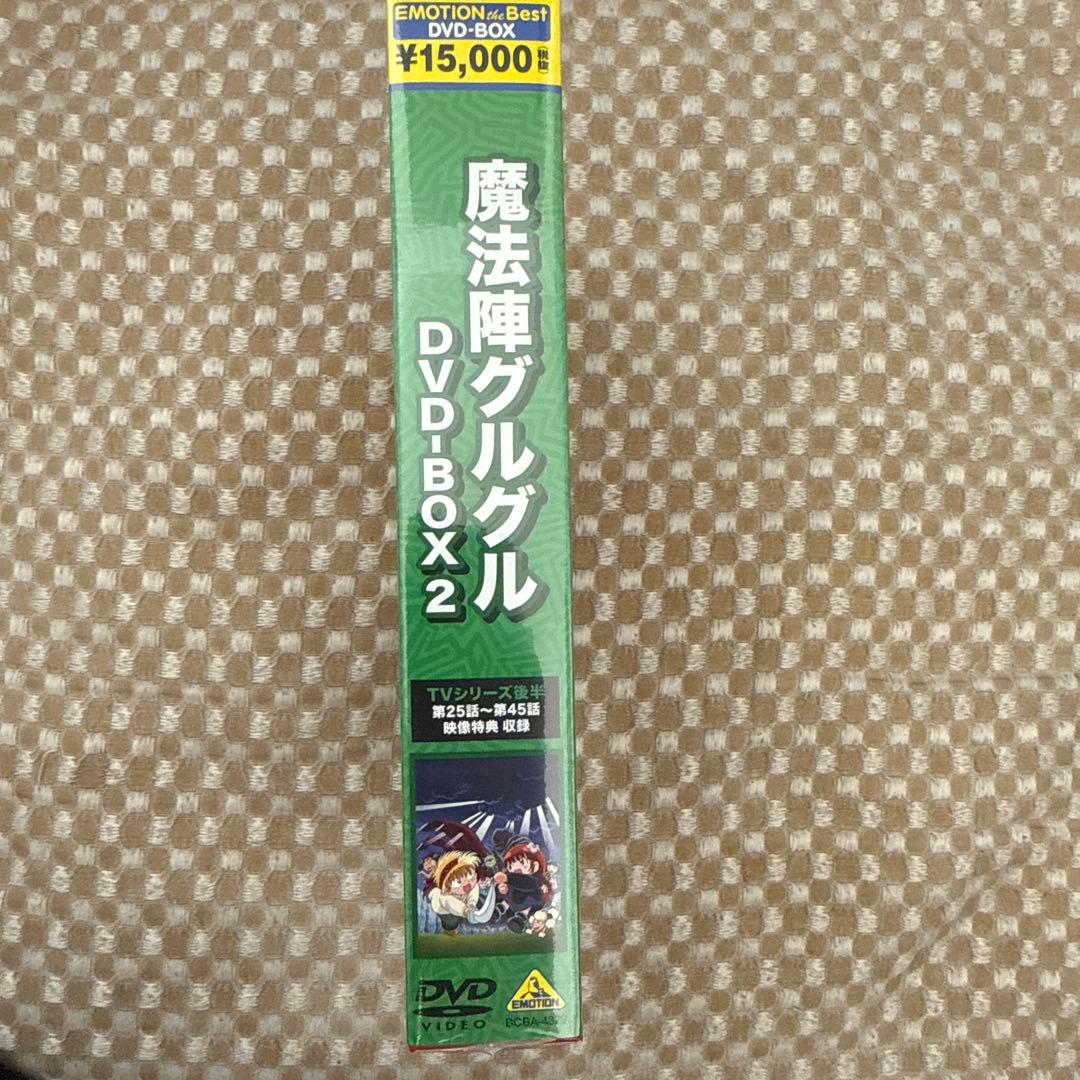 EMOTION the Best
DVD-BOX
¥15,000(税抜)
魔法陣グルグル
DVD-BOX 2
TVシリーズ後半
第25話〜第45話
映像特典 収録
DVD
VIDEO
EMOTION